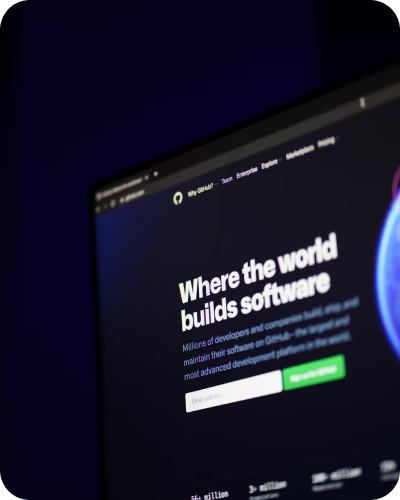 Why GitHub? Team Enterprise Explore Marketplace Pricing
Where the world
builds software
Millions of developers and companies build, ship, and
maintain their software on GitHub—the largest and
most advanced development platform in the world.
Email address
Sign up for GitHub
56+ million
3+ million
100+ million